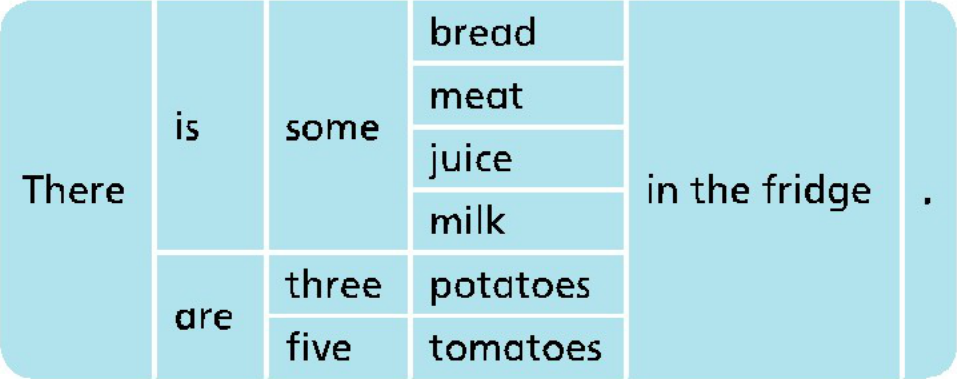 There
is
some
bread
meat
juice
milk
are
three
potatoes
five
tomatoes
in the fridge
.